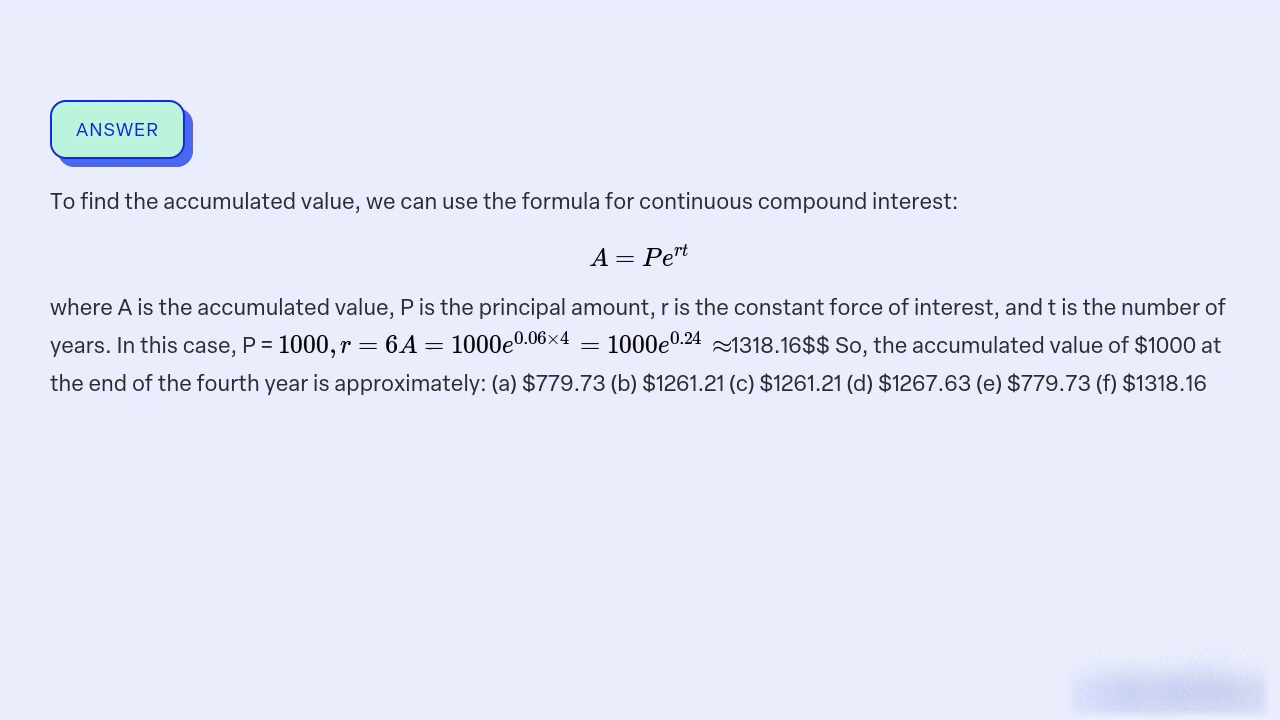 ANSWER
To find the accumulated value, we can use the formula for continuous compound interest:
A = Pe^{rt}
where A is the accumulated value, P is the principal amount, r is the constant force of interest, and t is the number of
years. In this case, P = 1000, r = 6A = 1000e^{0.06×4} = 1000e^{0.24} ≈1318.16$$ So, the accumulated value of $1000 at
the end of the fourth year is approximately: (a) $779.73 (b) $1261.21 (c) $1261.21 (d) $1267.63 (e) $779.73 (f) $1318.16